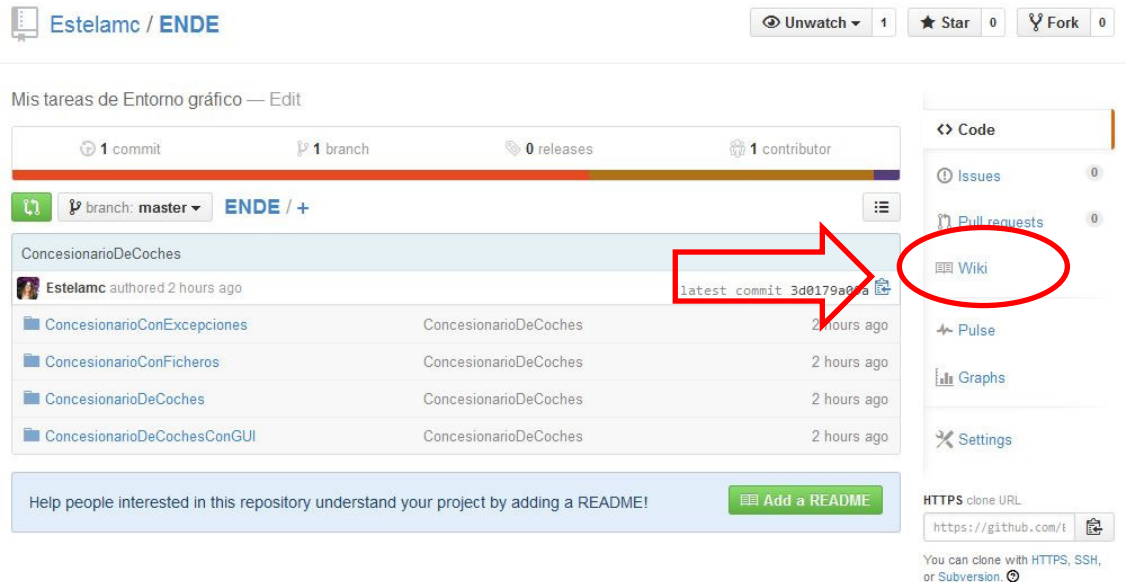 Estelamc / ENDE
Unwatch 1
Star 0
Fork 0
Mis tareas de Entorno gráfico — Edit
1 commit
1 branch
0 releases
1 contributor
branch: master
ENDE / +
ConcesionarioDeCoches
Estelamc authored 2 hours ago
latest commit
ConcesionarioConExcepciones ConcesionarioDeCoches 2 hours ago
ConcesionarioConFicheros ConcesionarioDeCoches 2 hours ago
ConcesionarioDeCoches ConcesionarioDeCoches 2 hours ago
ConcesionarioDeCochesConGUI ConcesionarioDeCoches 2 hours ago
Help people interested in this repository understand your project by adding a README!
Add a README
Code
Issues 0
Pull requests 0
Wiki
Pulse
Graphs
Settings
HTTPS clone URL
https://github.com/E
You can clone with HTTPS, SSH,
or Subversion.